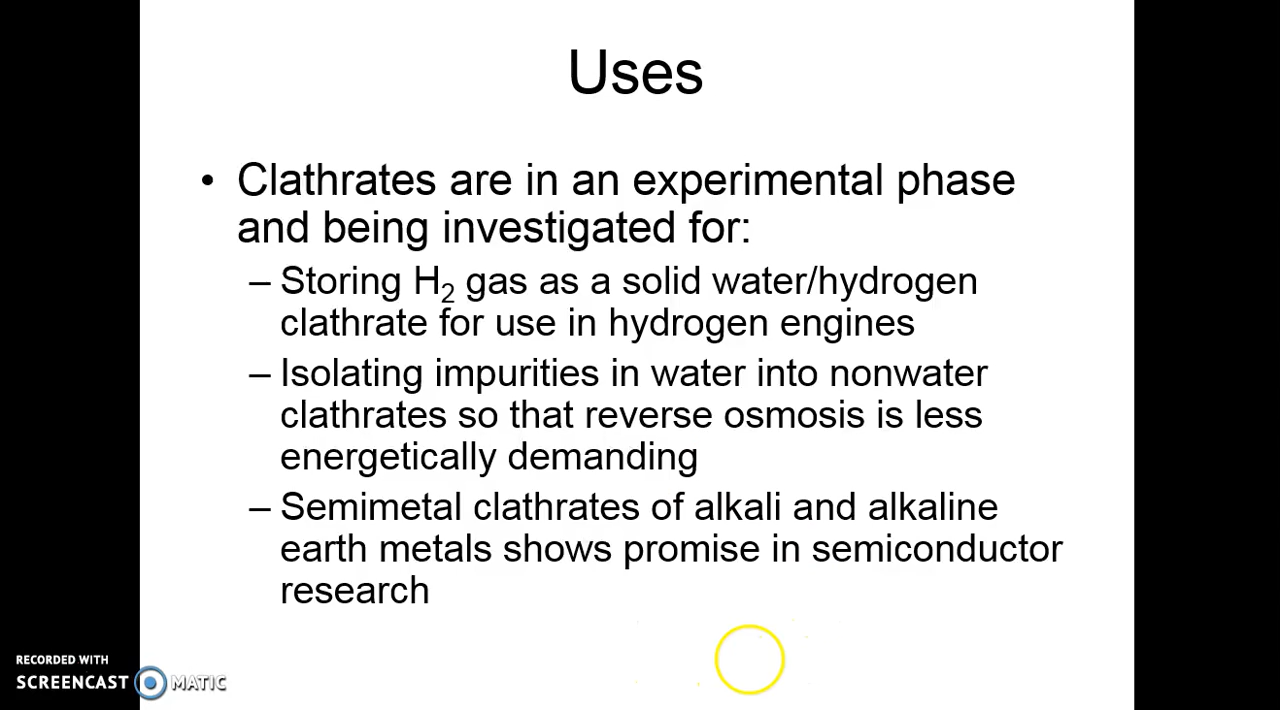 Uses
• Clathrates are in an experimental phase
and being investigated for:
– Storing H₂ gas as a solid water/hydrogen
clathrate for use in hydrogen engines
– Isolating impurities in water into nonwater
clathrates so that reverse osmosis is less
energetically demanding
– Semimetal clathrates of alkali and alkaline
earth metals shows promise in semiconductor
research
RECORDED WITH
SCREENCAST MATIC